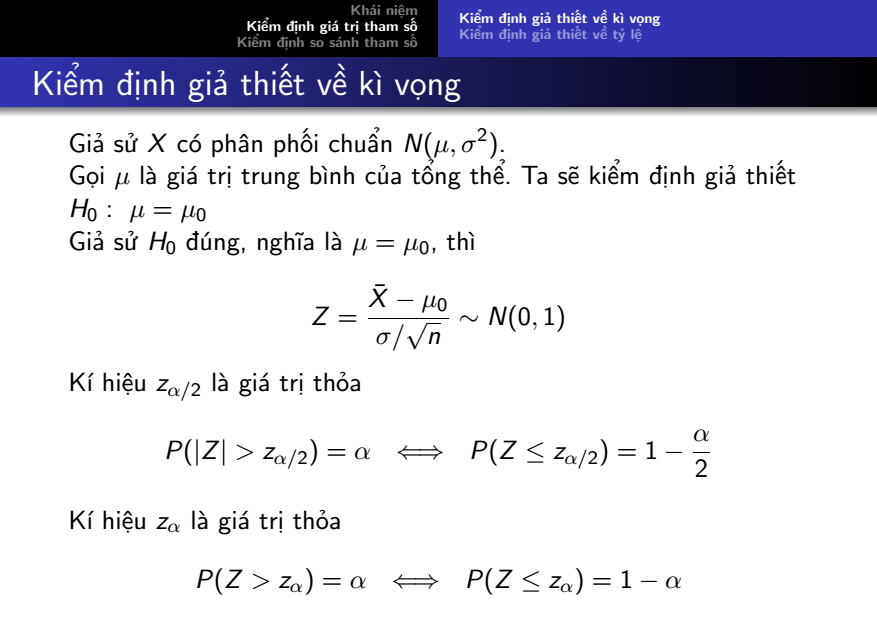 Khái niệm
Kiểm định giá trị tham số
Kiểm định so sánh tham số
Kiểm định giả thiết về kì vọng
Kiểm định giả thiết về tỷ lệ
Kiểm định giả thiết về kì vọng
Giả sử X có phân phối chuẩn N(μ, σ²).
Gọi μ là giá trị trung bình của tổng thể. Ta sẽ kiểm định giả thiết
H₀ : μ = μ₀
Giả sử H₀ đúng, nghĩa là μ = μ₀, thì
Z = (X̄ − μ₀)/(σ/√n) ∼ N(0, 1)
Kí hiệu z_{α/2} là giá trị thỏa
P(|Z| > z_{α/2}) = α ⟺ P(Z ≤ z_{α/2}) = 1 − α/2
Kí hiệu z_α là giá trị thỏa
P(Z > z_α) = α ⟺ P(Z ≤ z_α) = 1 − α